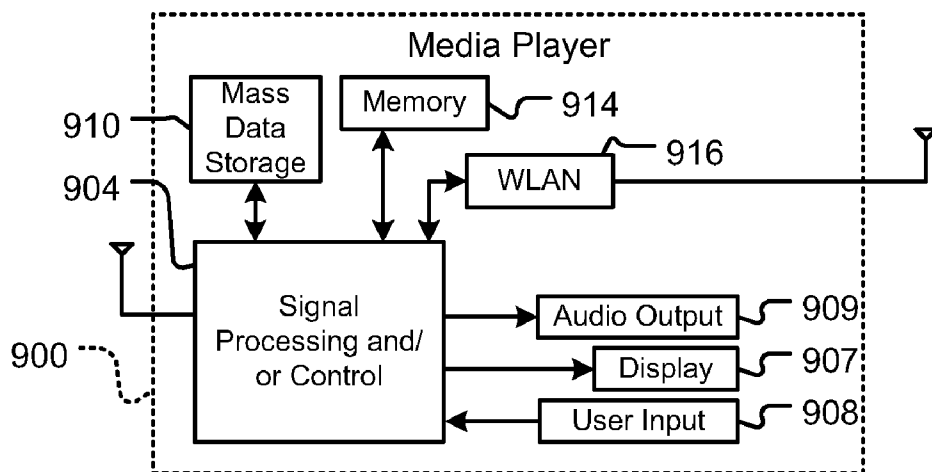 Media Player
910
Mass
Data
Storage
Memory
914
904
WLAN
916
Signal
Processing and/
or Control
Audio Output
909
900
Display
907
User Input
908